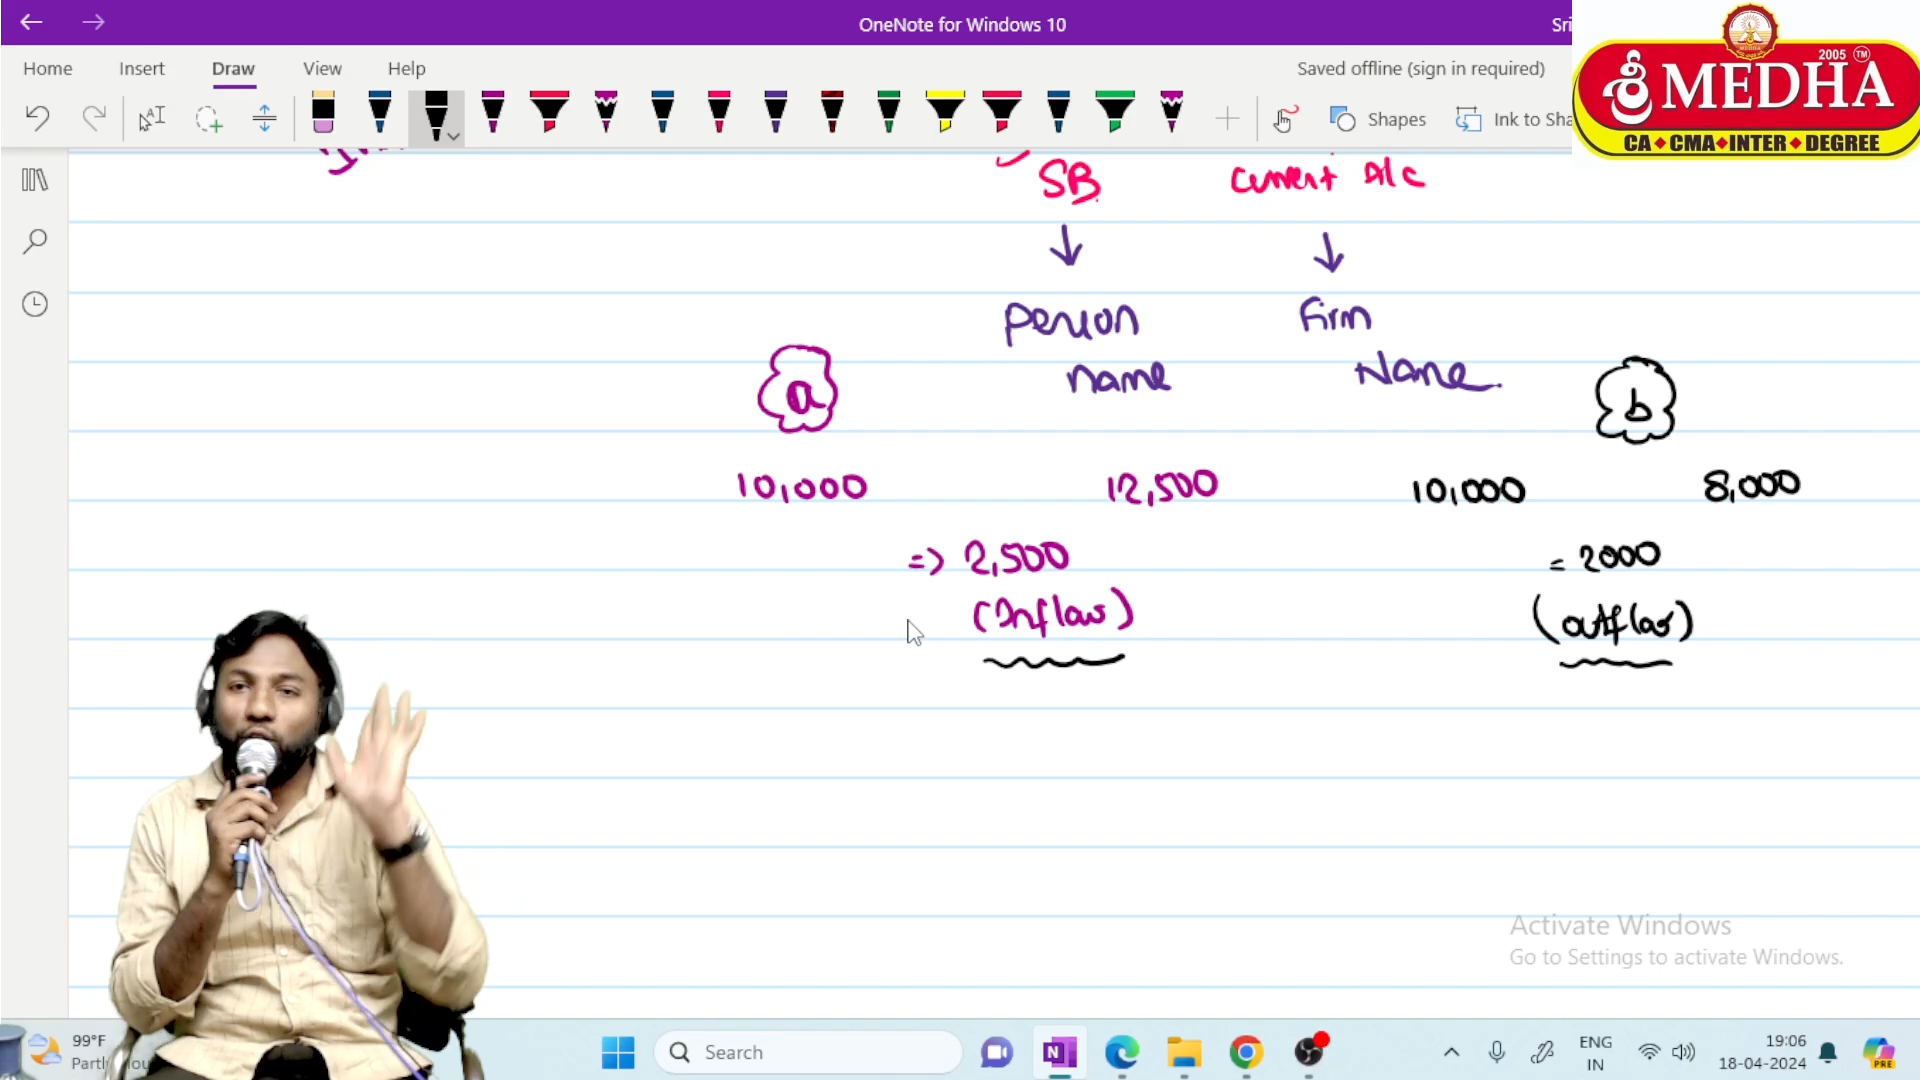 OneNote for Windows 10
Sri
Home Insert Draw View Help
Saved offline (sign in required)
Shapes
Ink to Sha
2005 TM
MEDHA
CA CMA INTER DEGREE
SB
Current A/c
person name
Firm Name
a
b
10,000 12,500 10,000 8,000
=> 2,500
(Inflow)
= 2000
(outflow)
Activate Windows
Go to Settings to activate Windows.
99°F
Search
ENG
IN
19:06
18-04-2024
PRE